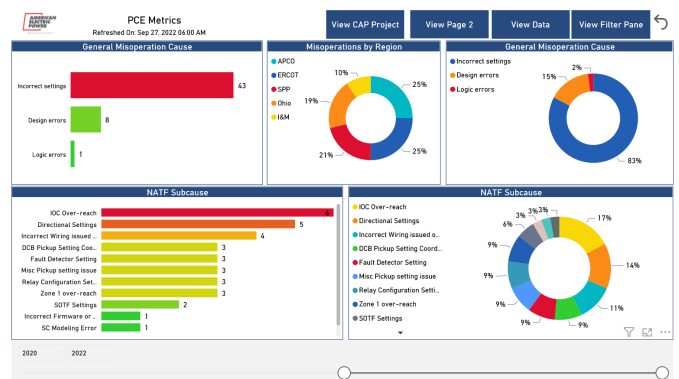 AMERICAN
ELECTRIC
POWER
PCE Metrics
Refreshed On: Sep 27, 2022 06:00 AM
View CAP Project
View Page 2
View Data
View Filter Pane
General Misoperation Cause
Incorrect settings
43
Design errors
8
Logic errors
1
Misoperations by Region
APCO
ERCOT
SPP
Ohio
I&M
10%
25%
19%
21%
25%
General Misoperation Cause
Incorrect settings
Design errors
Logic errors
2%
15%
83%
NATF Subcause
IOC Over-reach
6
Directional Settings
5
Incorrect Wiring issued ...
4
DCB Pickup Setting Coo...
3
Fault Detector Setting
3
Misc Pickup setting issue
3
Relay Configuration Set...
3
Zone 1 over-reach
3
SOTF Settings
2
Incorrect Firmware or ...
1
SC Modeling Error
1
NATF Subcause
IOC Over-reach
Directional Settings
Incorrect Wiring issued o...
DCB Pickup Setting Coord...
Fault Detector Setting
Misc Pickup setting issue
Relay Configuration Setti...
Zone 1 over-reach
SOTF Settings
3% 3% 3%
17%
6%
9%
14%
9%
11%
9%
9%
9%
2020
2022